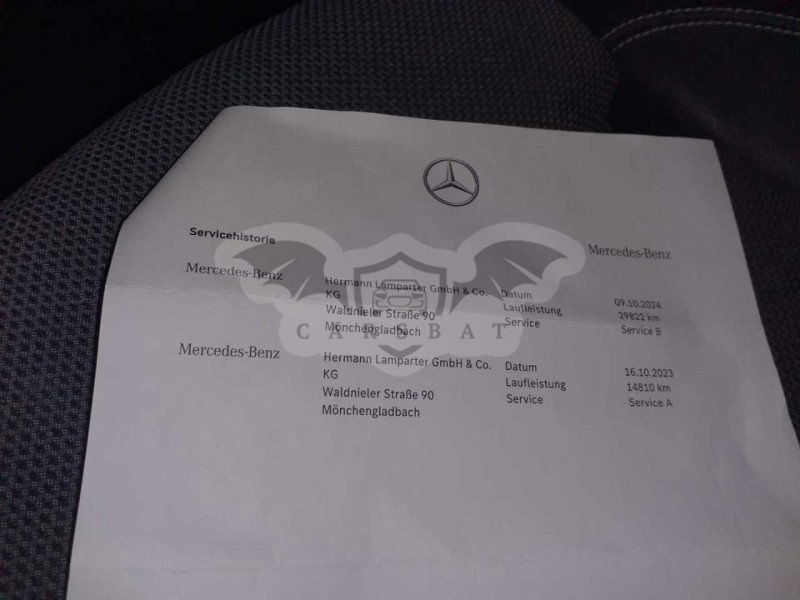 Servicehistorie
Mercedes-Benz
Mercedes-Benz
Hermann Lamparter GmbH & Co.
KG
Waldnieler Straße 90
Mönchengladbach
Datum 09.10.2024
Laufleistung 29822 km
Service Service B
CARSBAT
Mercedes-Benz
Hermann Lamparter GmbH & Co.
KG
Waldnieler Straße 90
Mönchengladbach
Datum 16.10.2023
Laufleistung 14810 km
Service Service A